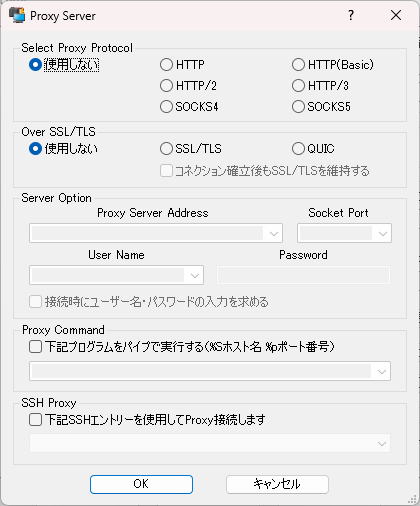 Proxy Server
Select Proxy Protocol
使用しない HTTP HTTP(Basic)
HTTP/2 HTTP/3
SOCKS4 SOCKS5
Over SSL/TLS
使用しない SSL/TLS QUIC
コネクション確立後もSSL/TLSを維持する
Server Option
Proxy Server Address Socket Port
User Name Password
接続時にユーザー名・パスワードの入力を求める
Proxy Command
下記プログラムをパイプで実行する(%Sホスト名 %pポート番号)
SSH Proxy
下記SSHエントリーを使用してProxy接続します
OK キャンセル